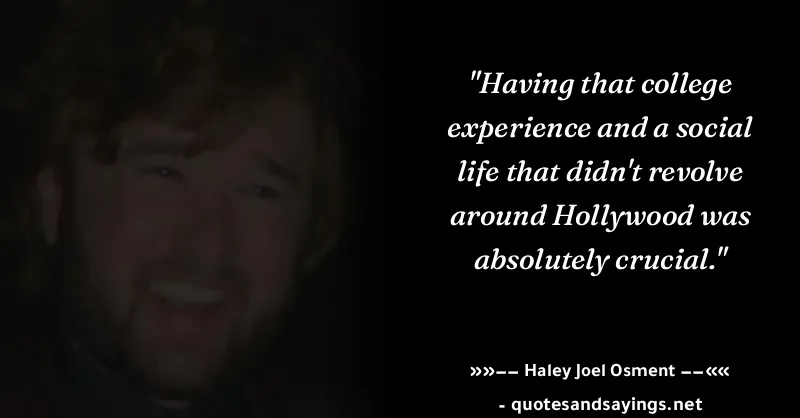 "Having that college
experience and a social
life that didn't revolve
around Hollywood was
absolutely crucial."
»»–– Haley Joel Osment ––««
- quotesandsayings.net